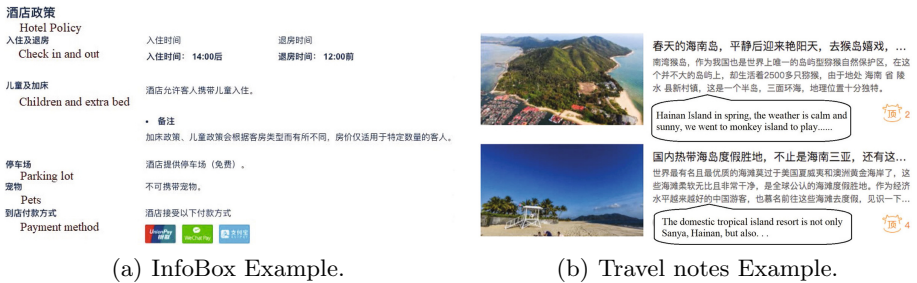 酒店政策
Hotel Policy
入住及退房
Check in and out
入住时间
退房时间
入住时间：14:00后
退房时间：12:00前
儿童及加床
Children and extra bed
酒店允许客人携带儿童入住。
• 备注
加床政策、儿童政策会根据客房类型而有所不同，房价仅适用于特定数量的客人。
停车场
Parking lot
酒店提供停车场（免费）。
宠物
Pets
不可携带宠物。
到店付款方式
Payment method
酒店接受以下付款方式
UnionPay
银联
WeChat Pay
支付宝
(a) InfoBox Example.
春天的海南岛，平静后迎来艳阳天，去猴岛嬉戏，...
南湾猴岛，作为我国也是世界上唯一的岛屿型猕猴自然保护区，在这
个并不大的岛屿上，却生活着2500多只猕猴，由于地处 海南 省 陵
水 县新村镇，这是一个半岛，三面环海，地理位置十分独特。
Hainan Island in spring, the weather is calm and
sunny, we went to monkey island to play......
顶 2
国内热带海岛度假胜地，不止是海南三亚，还有这...
世界最有名且最优质的海滩莫过于美国夏威夷和澳洲黄金海岸了，这
些海滩柔软无比且非常干净，是全球公认的海滩度假胜地。作为经济
水平越来越好的中国游客，也慕名前往这些海滩去度假，见识一下...
The domestic tropical island resort is not only
Sanya, Hainan, but also. . .
顶 4
(b) Travel notes Example.